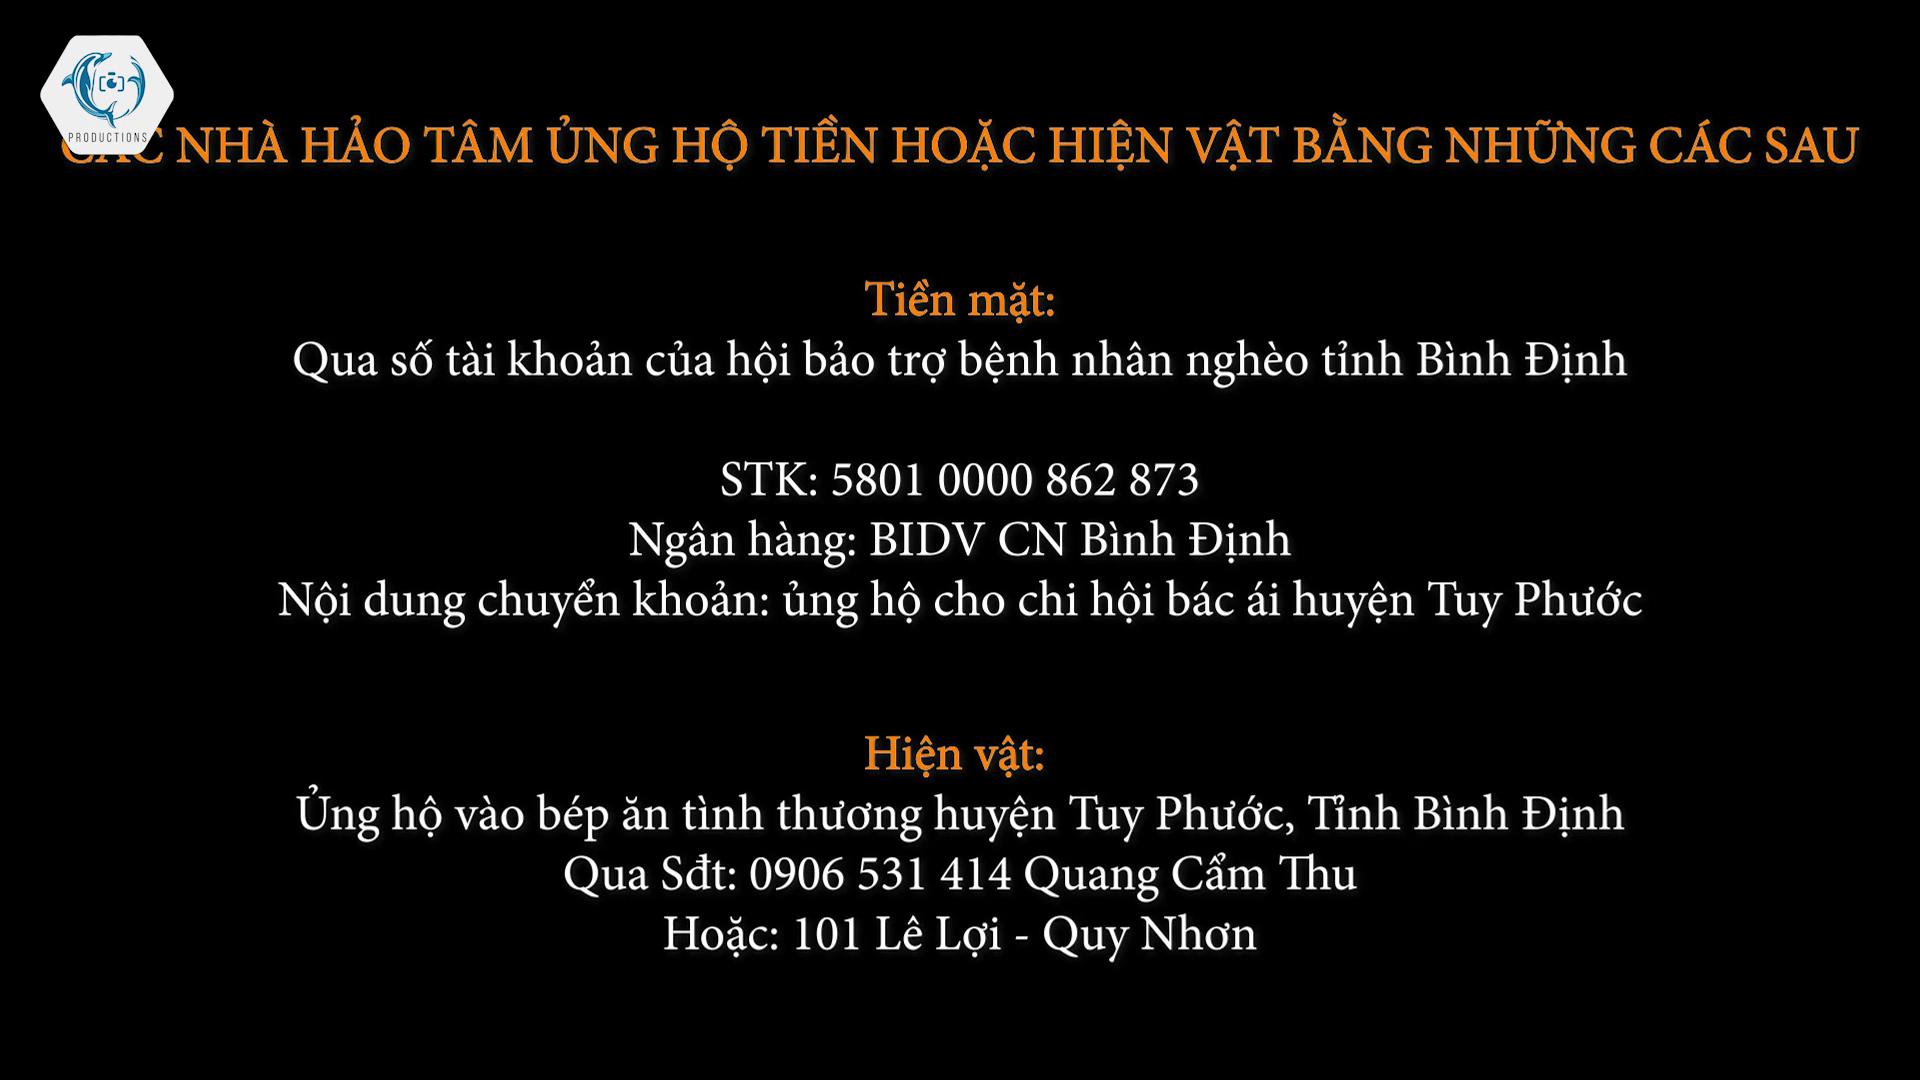 PRODUCTIONS
CÁC NHÀ HẢO TÂM ỦNG HỘ TIỀN HOẶC HIỆN VẬT BẰNG NHỮNG CÁC SAU
Tiền mặt:
Qua số tài khoản của hội bảo trợ bệnh nhân nghèo tỉnh Bình Định
STK: 5801 0000 862 873
Ngân hàng: BIDV CN Bình Định
Nội dung chuyển khoản: ủng hộ cho chi hội bác ái huyện Tuy Phước
Hiện vật:
Ủng hộ vào bép ăn tình thương huyện Tuy Phước, Tỉnh Bình Định
Qua Sđt: 0906 531 414 Quang Cẩm Thu
Hoặc: 101 Lê Lợi - Quy Nhơn